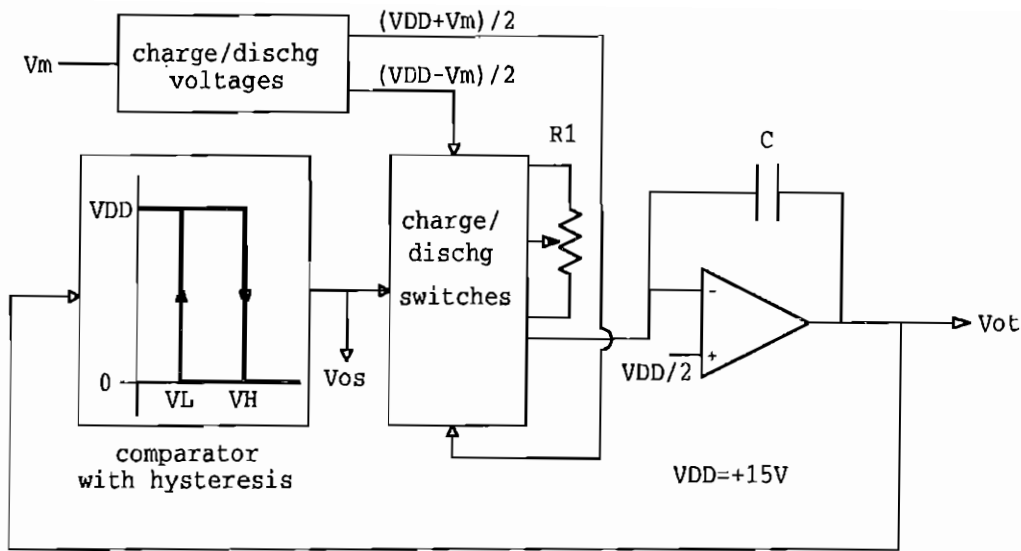 (VDD+Vm)/2
Vm
charge/dischg
voltages
(VDD-Vm)/2
R1
C
VDD
charge/
dischg
switches
-
+
VDD/2
Vot
0
VL
VH
Vos
comparator
with hysteresis
VDD=+15V